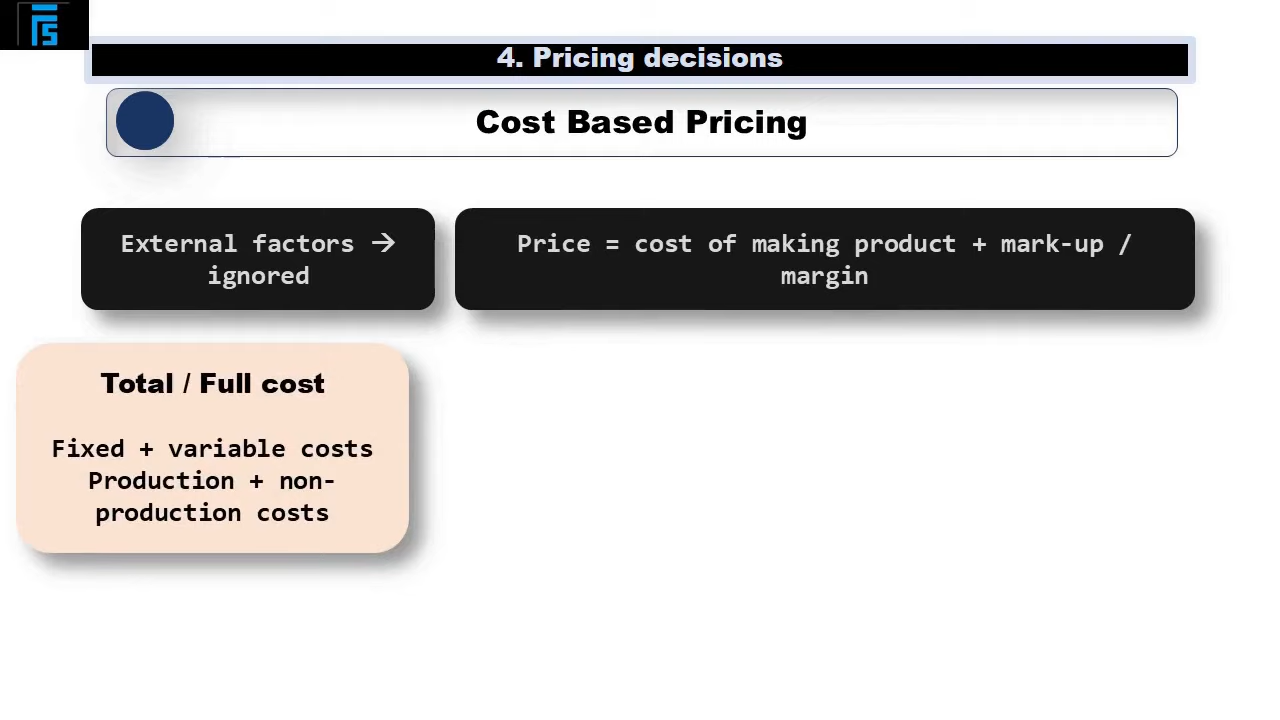 4. Pricing decisions
Cost Based Pricing
External factors →
ignored
Price = cost of making product + mark-up /
margin
Total / Full cost
Fixed + variable costs
Production + non-
production costs